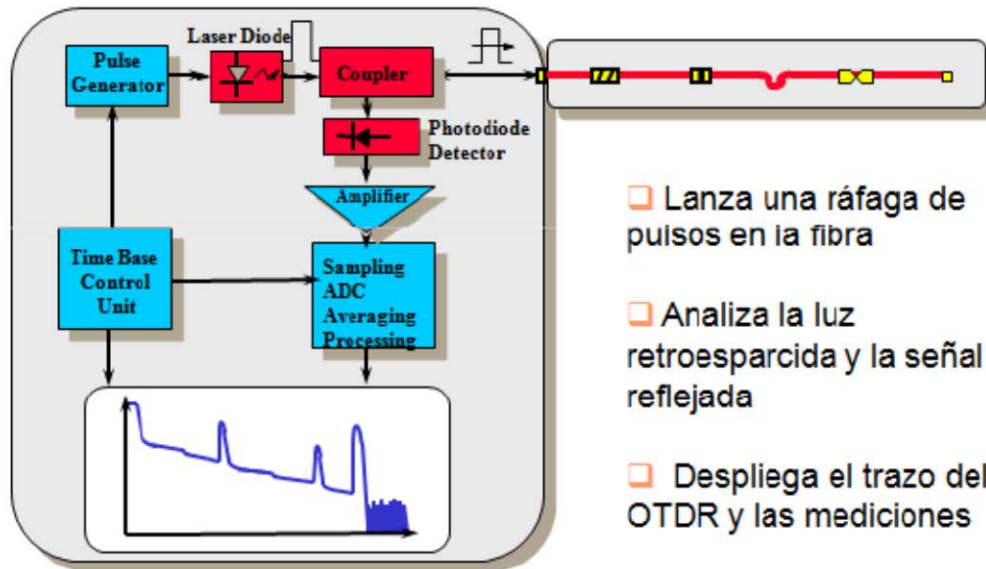 Laser Diode
Pulse
Generator
Coupler
Photodiode
Detector
Amplifier
Time Base
Control
Unit
Sampling
ADC
Averaging
Processing
❑ Lanza una ráfaga de
pulsos en la fibra
❑ Analiza la luz
retroesparcida y la señal
reflejada
❑ Despliega el trazo del
OTDR y las mediciones